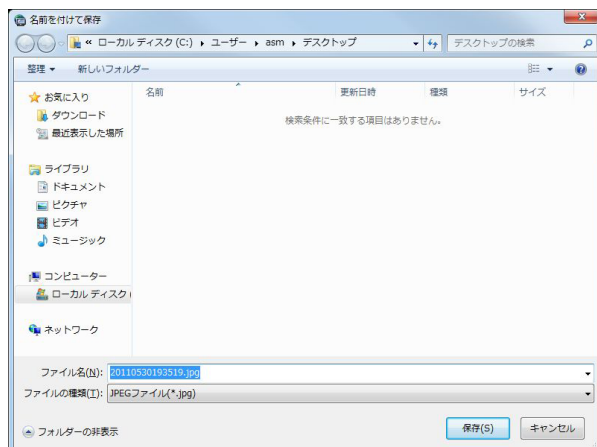 名前を付けて保存
« ローカル ディスク (C:) ▸ ユーザー ▸ asm ▸ デスクトップ
デスクトップの検索
整理 ▼ 新しいフォルダー
お気に入り
ダウンロード
最近表示した場所
ライブラリ
ドキュメント
ピクチャ
ビデオ
ミュージック
コンピューター
ローカル ディスク (
ネットワーク
名前 更新日時 種類 サイズ
検索条件に一致する項目はありません。
ファイル名(N): 20110530193519.jpg
ファイルの種類(T): JPEGファイル(*.jpg)
フォルダーの非表示
保存(S) キャンセル